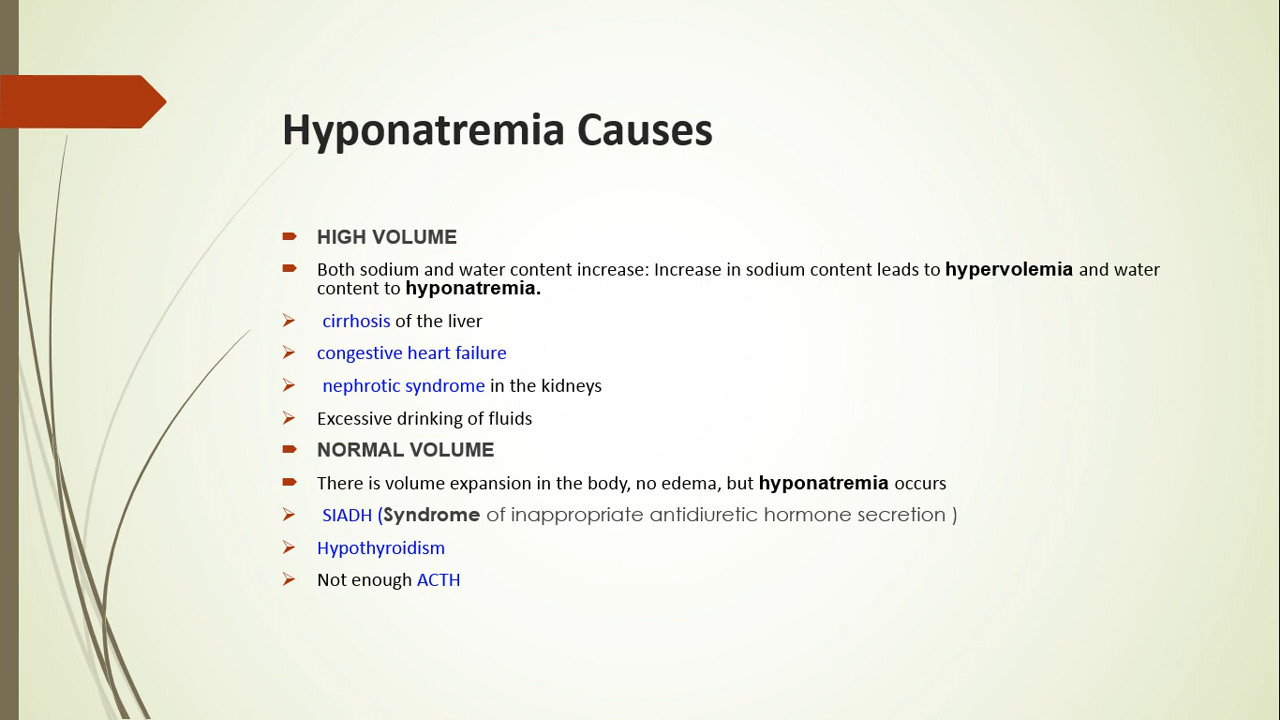 Hyponatremia Causes
HIGH VOLUME
Both sodium and water content increase: Increase in sodium content leads to hypervolemia and water
content to hyponatremia.
cirrhosis of the liver
congestive heart failure
nephrotic syndrome in the kidneys
Excessive drinking of fluids
NORMAL VOLUME
There is volume expansion in the body, no edema, but hyponatremia occurs
SIADH (Syndrome of inappropriate antidiuretic hormone secretion )
Hypothyroidism
Not enough ACTH